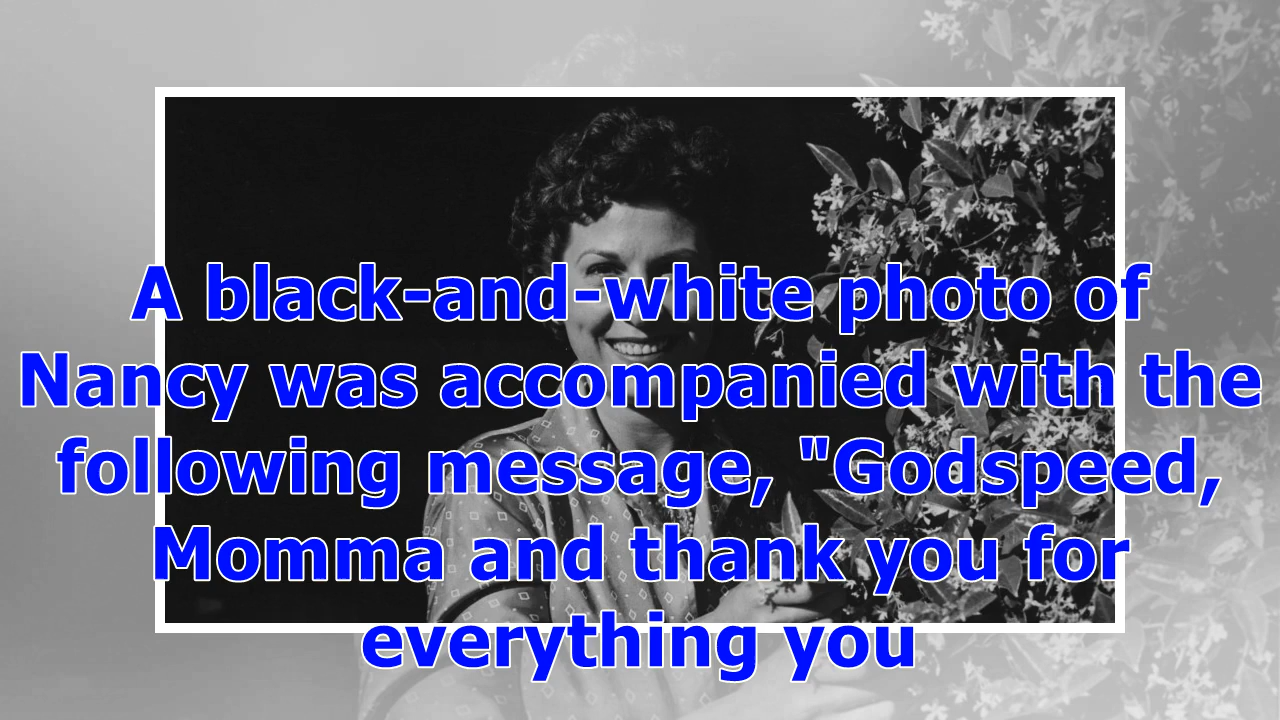 A black-and-white photo of
Nancy was accompanied with the
following message, "Godspeed,
Momma and thank you for
everything you